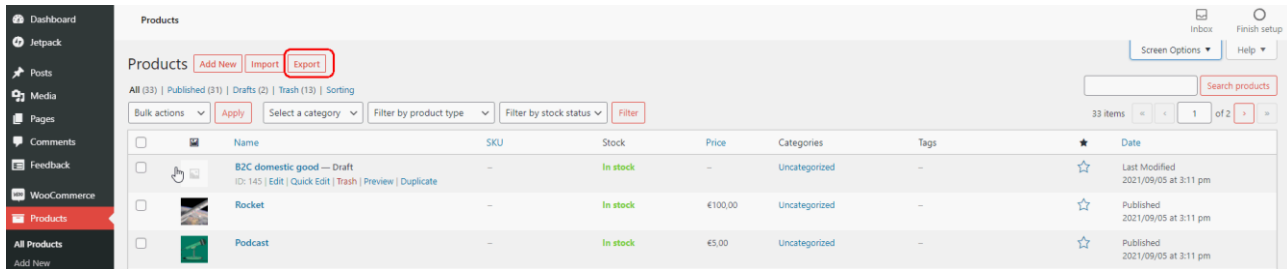 Dashboard
Jetpack
Posts
Media
Pages
Comments
Feedback
WooCommerce
Products
All Products
Add New
Products
Inbox
Finish setup
Screen Options ▼
Help ▼
Products Add New Import Export
All (33) | Published (31) | Drafts (2) | Trash (13) | Sorting
Search products
Bulk actions Apply Select a category Filter by product type Filter by stock status Filter
33 items « ‹ 1 of 2 › »
Name SKU Stock Price Categories Tags ★ Date
B2C domestic good — Draft – In stock – Uncategorized – Last Modified
ID: 145 | Edit | Quick Edit | Trash | Preview | Duplicate 2021/09/05 at 3:11 pm
Rocket – In stock €100,00 Uncategorized – Published
2021/09/05 at 3:11 pm
Podcast – In stock €5,00 Uncategorized – Published
2021/09/05 at 3:11 pm